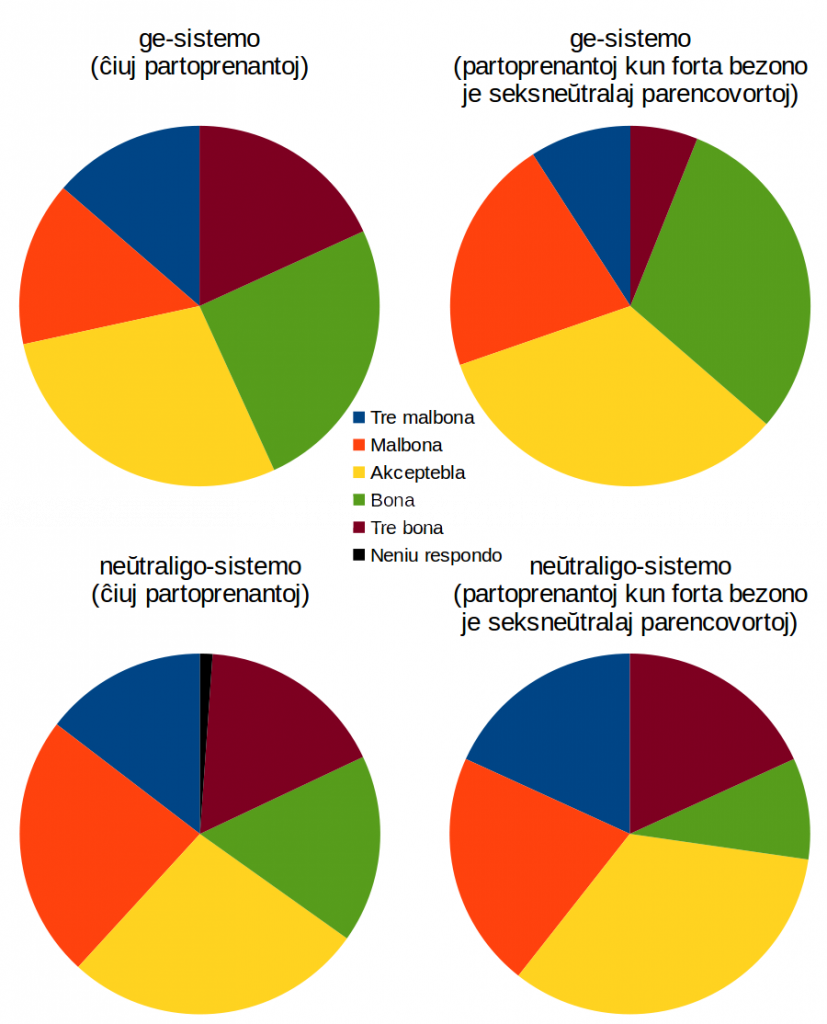 ge-sistemo
(ĉiuj partoprenantoj)
ge-sistemo
(partoprenantoj kun forta bezono
je seksneŭtralaj parencovortoj)
Tre malbona
Malbona
Akceptebla
Bona
Tre bona
Neniu respondo
neŭtraligo-sistemo
(ĉiuj partoprenantoj)
neŭtraligo-sistemo
(partoprenantoj kun forta bezono
je seksneŭtralaj parencovortoj)